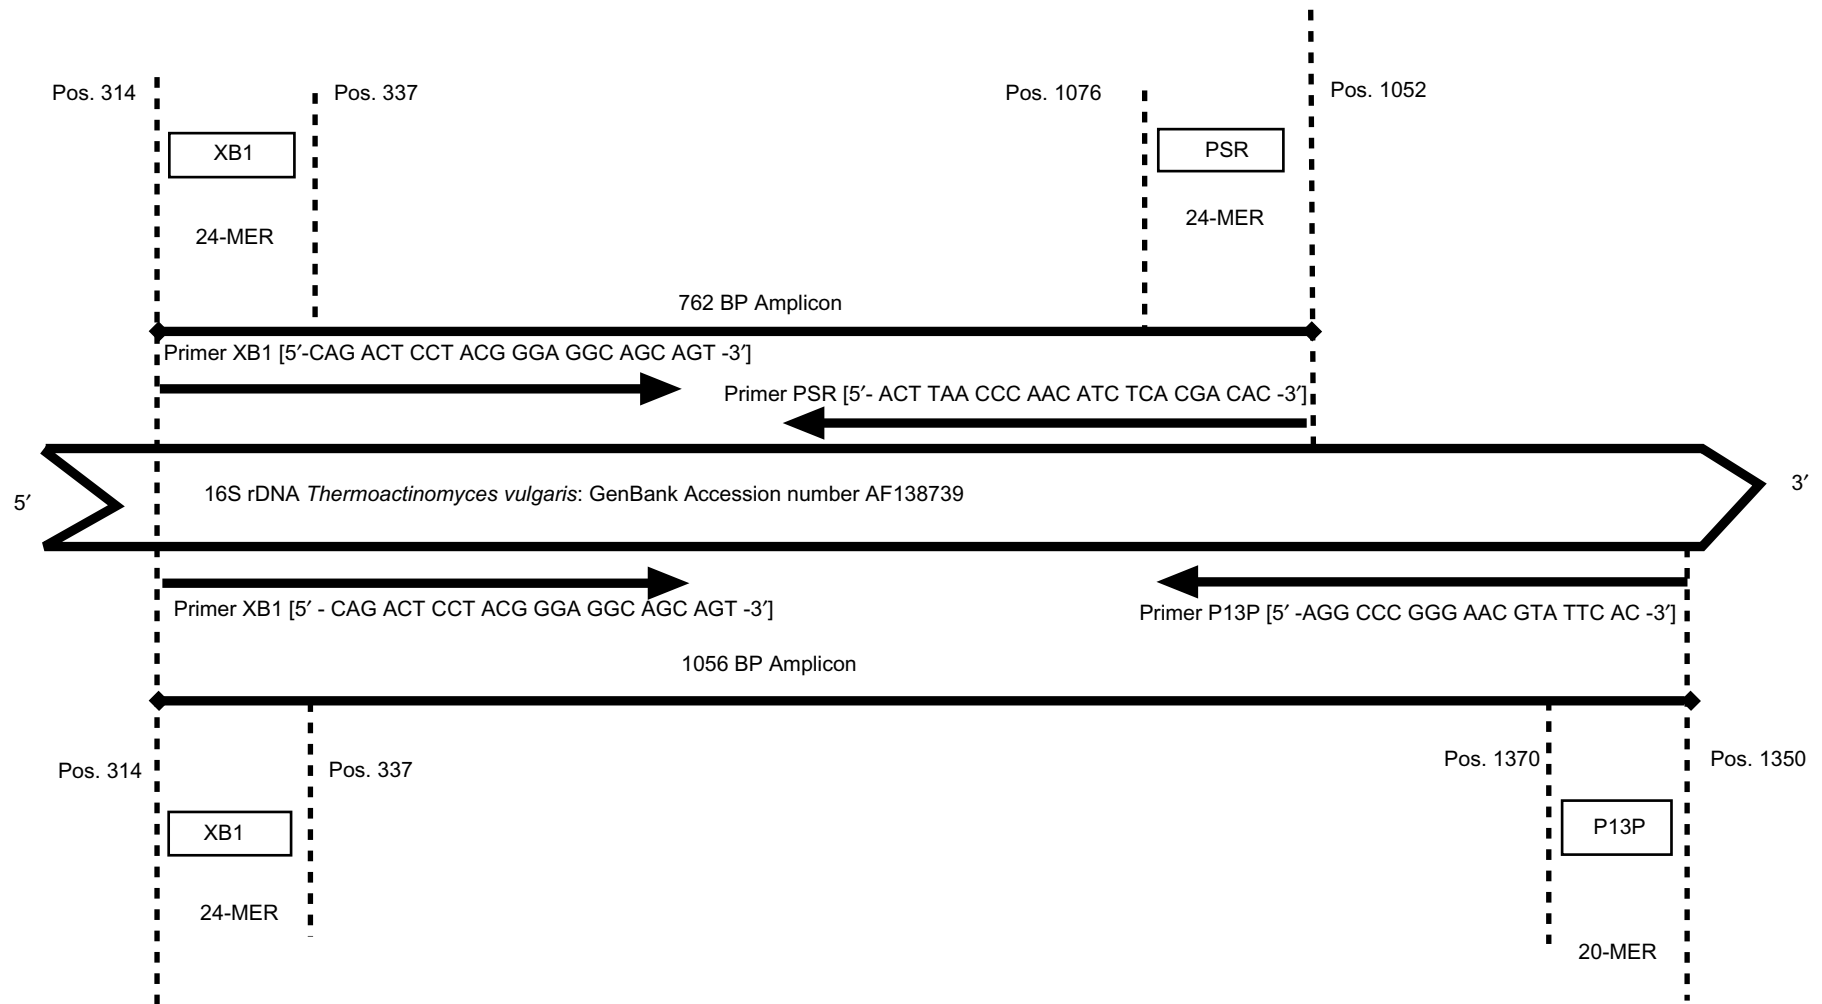 Pos. 314
Pos. 337
Pos. 1076
Pos. 1052
XB1
PSR
24-MER
24-MER
762 BP Amplicon
Primer XB1 [5′-CAG ACT CCT ACG GGA GGC AGC AGT -3′]
Primer PSR [5′- ACT TAA CCC AAC ATC TCA CGA CAC -3′]
5′
16S rDNA Thermoactinomyces vulgaris: GenBank Accession number AF138739
3′
Primer XB1 [5′ - CAG ACT CCT ACG GGA GGC AGC AGT -3′]
Primer P13P [5′ -AGG CCC GGG AAC GTA TTC AC -3′]
1056 BP Amplicon
Pos. 314
Pos. 337
Pos. 1370
Pos. 1350
XB1
P13P
24-MER
20-MER